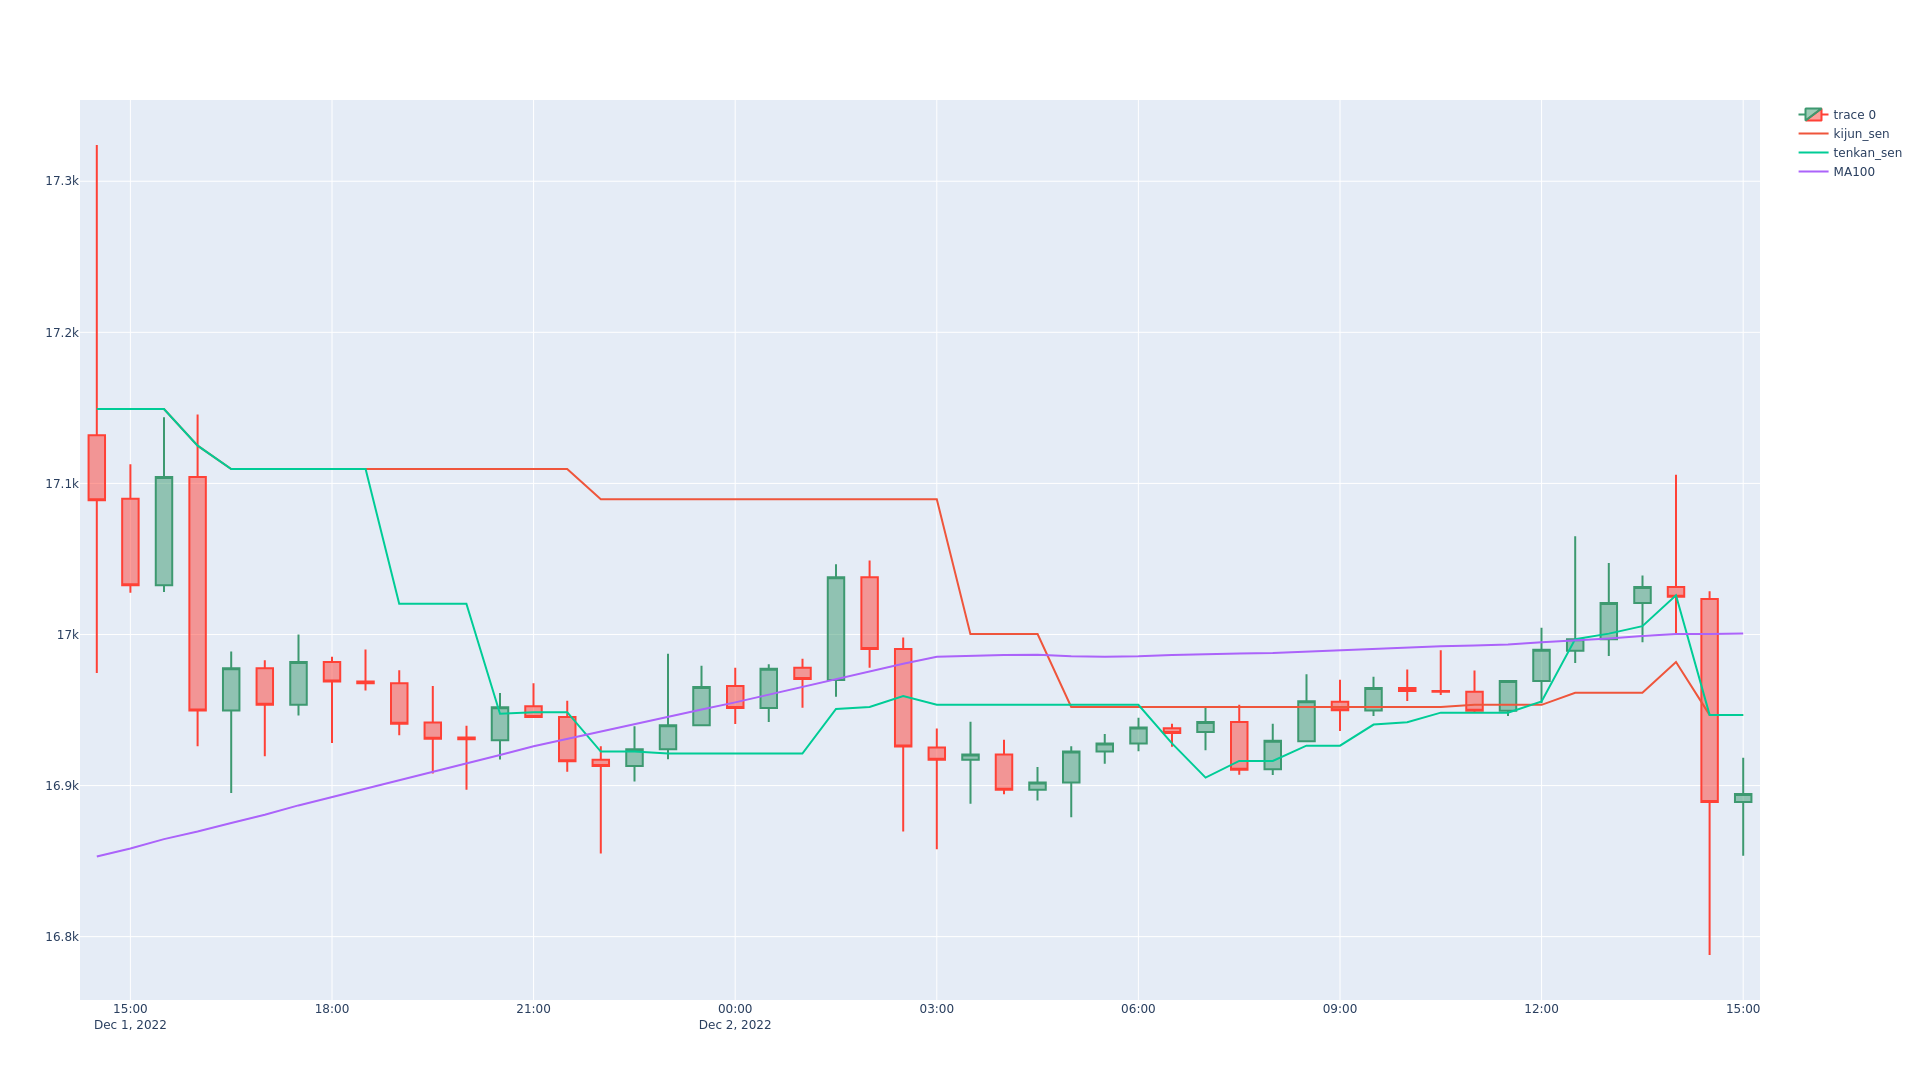 17.3k
17.2k
17.1k
17k
16.9k
16.8k
15:00 18:00 21:00 00:00 03:00 06:00 09:00 12:00 15:00
Dec 1, 2022 Dec 2, 2022
trace 0
kijun_sen
tenkan_sen
MA100